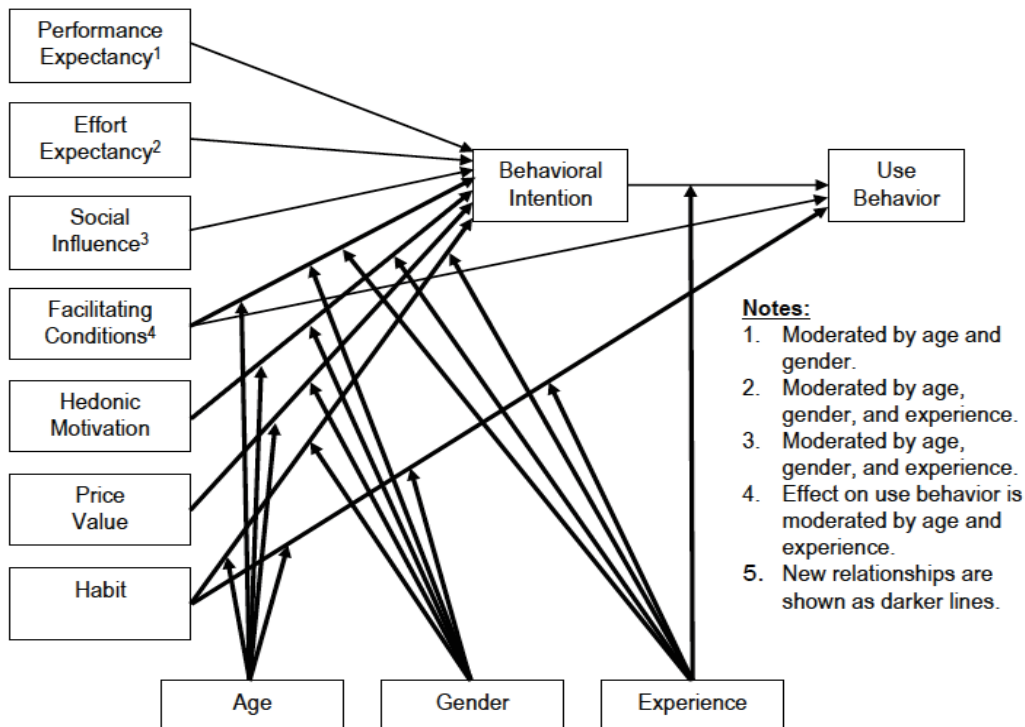 Performance
Expectancy1
Effort
Expectancy2
Social
Influence3
Facilitating
Conditions4
Hedonic
Motivation
Price
Value
Habit
Behavioral
Intention
Use
Behavior
Notes:
1. Moderated by age and
gender.
2. Moderated by age,
gender, and experience.
3. Moderated by age,
gender, and experience.
4. Effect on use behavior is
moderated by age and
experience.
5. New relationships are
shown as darker lines.
Age
Gender
Experience